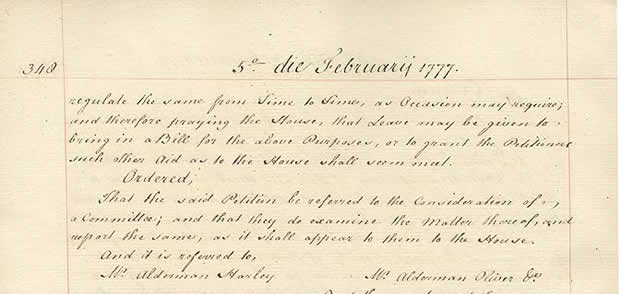 348 5o die Februarij 1777.
regulate the same from Time to Time, as Occasion may require;
and therefore praying the House, that Leave may be given to
bring in a Bill for the above Purposes, or to grant the Petitioners
such other Aid as to the House shall seem meet.
Ordered,
That the said Petition be referred to the Consideration of
a Committee; and that they do examine the Matter thereof, and
report the same, as it shall appear to them to the House.
And it is referred to,
Mr. Alderman Harley Mr. Alderman Oliver &c